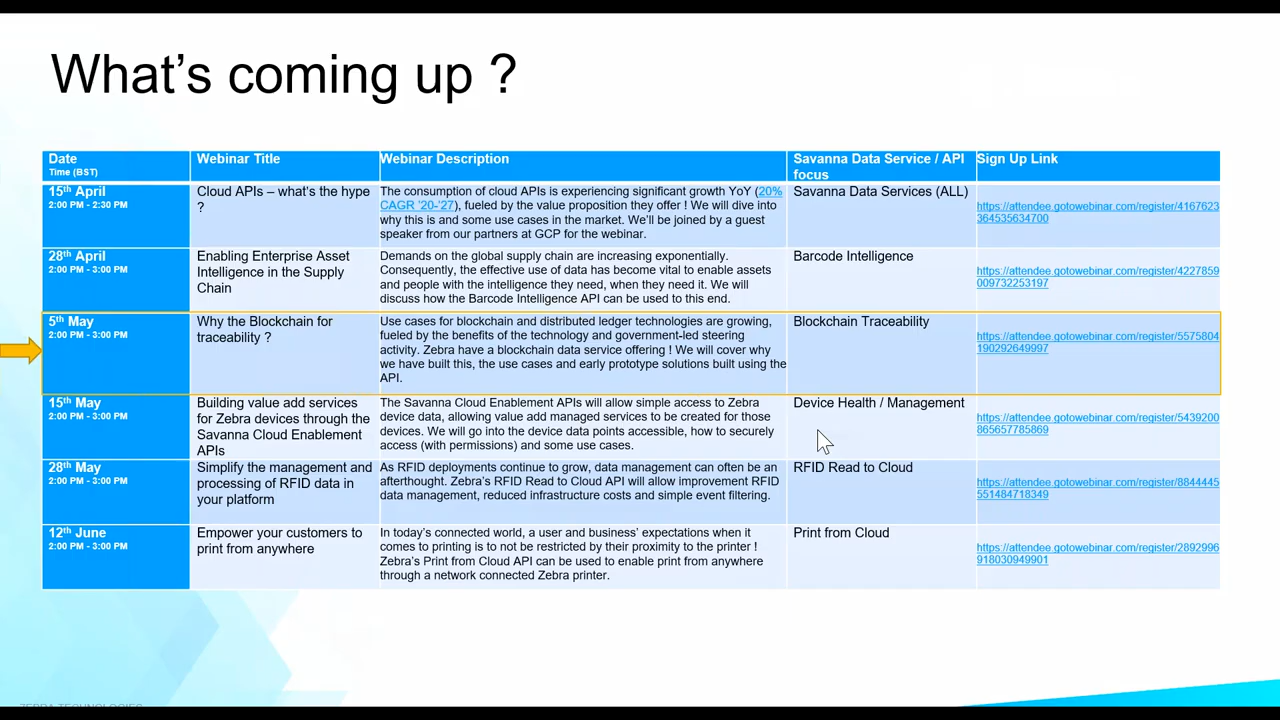 What's coming up ?
Date
Time (BST)
Webinar Title
Webinar Description
Savanna Data Service / API
focus
Sign Up Link
15th April
2:00 PM - 2:30 PM
Cloud APIs – what's the hype
?
The consumption of cloud APIs is experiencing significant growth YoY (20%
CAGR '20-'27), fueled by the value proposition they offer ! We will dive into
why this is and some use cases in the market. We'll be joined by a guest
speaker from our partners at GCP for the webinar.
Savanna Data Services (ALL)
https://attendee.gotowebinar.com/register/4167623
364535634700
28th April
2:00 PM - 3:00 PM
Enabling Enterprise Asset
Intelligence in the Supply
Chain
Demands on the global supply chain are increasing exponentially.
Consequently, the effective use of data has become vital to enable assets
and people with the intelligence they need, when they need it. We will
discuss how the Barcode Intelligence API can be used to this end.
Barcode Intelligence
https://attendee.gotowebinar.com/register/4227859
009732253197
5th May
2:00 PM - 3:00 PM
Why the Blockchain for
traceability ?
Use cases for blockchain and distributed ledger technologies are growing,
fueled by the benefits of the technology and government-led steering
activity. Zebra have a blockchain data service offering ! We will cover why
we have built this, the use cases and early prototype solutions built using the
API.
Blockchain Traceability
https://attendee.gotowebinar.com/register/5575804
190292649997
15th May
2:00 PM - 3:00 PM
Building value add services
for Zebra devices through the
Savanna Cloud Enablement
APIs
The Savanna Cloud Enablement APIs will allow simple access to Zebra
device data, allowing value add managed services to be created for those
devices. We will go into the device data points accessible, how to securely
access (with permissions) and some use cases.
Device Health / Management
https://attendee.gotowebinar.com/register/5439200
865657785869
28th May
2:00 PM - 3:00 PM
Simplify the management and
processing of RFID data in
your platform
As RFID deployments continue to grow, data management can often be an
afterthought. Zebra's RFID Read to Cloud API will allow improvement RFID
data management, reduced infrastructure costs and simple event filtering.
RFID Read to Cloud
https://attendee.gotowebinar.com/register/8844445
551484718349
12th June
2:00 PM - 3:00 PM
Empower your customers to
print from anywhere
In today's connected world, a user and business' expectations when it
comes to printing is to not be restricted by their proximity to the printer !
Zebra's Print from Cloud API can be used to enable print from anywhere
through a network connected Zebra printer.
Print from Cloud
https://attendee.gotowebinar.com/register/2892996
918030949901
ZEBRA TECHNOLOGIES